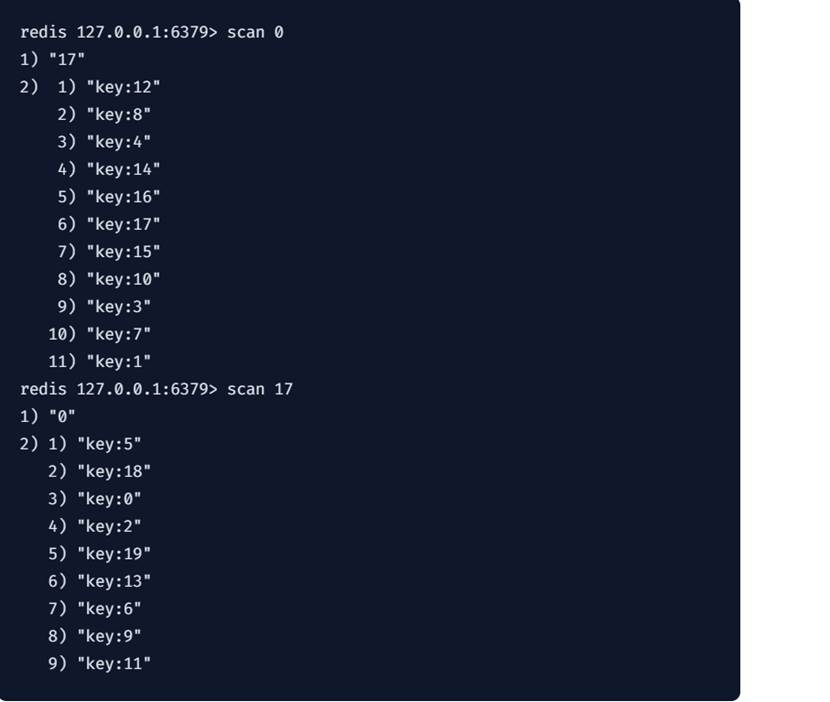 redis 127.0.0.1:6379> scan 0
1) "17"
2)  1) "key:12"
    2) "key:8"
    3) "key:4"
    4) "key:14"
    5) "key:16"
    6) "key:17"
    7) "key:15"
    8) "key:10"
    9) "key:3"
   10) "key:7"
   11) "key:1"
redis 127.0.0.1:6379> scan 17
1) "0"
2) 1) "key:5"
   2) "key:18"
   3) "key:0"
   4) "key:2"
   5) "key:19"
   6) "key:13"
   7) "key:6"
   8) "key:9"
   9) "key:11"